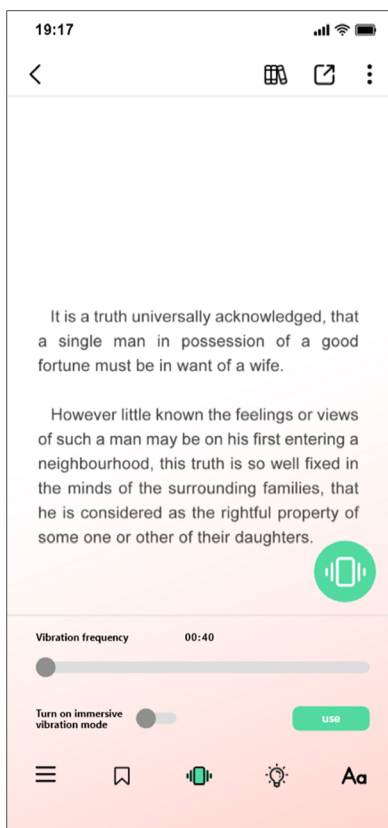 19:17
It is a truth universally acknowledged, that
a single man in possession of a good
fortune must be in want of a wife.
However little known the feelings or views
of such a man may be on his first entering a
neighbourhood, this truth is so well fixed in
the minds of the surrounding families, that
he is considered as the rightful property of
some one or other of their daughters.
Vibration frequency 00:40
Turn on immersive
vibration mode
use
Aa